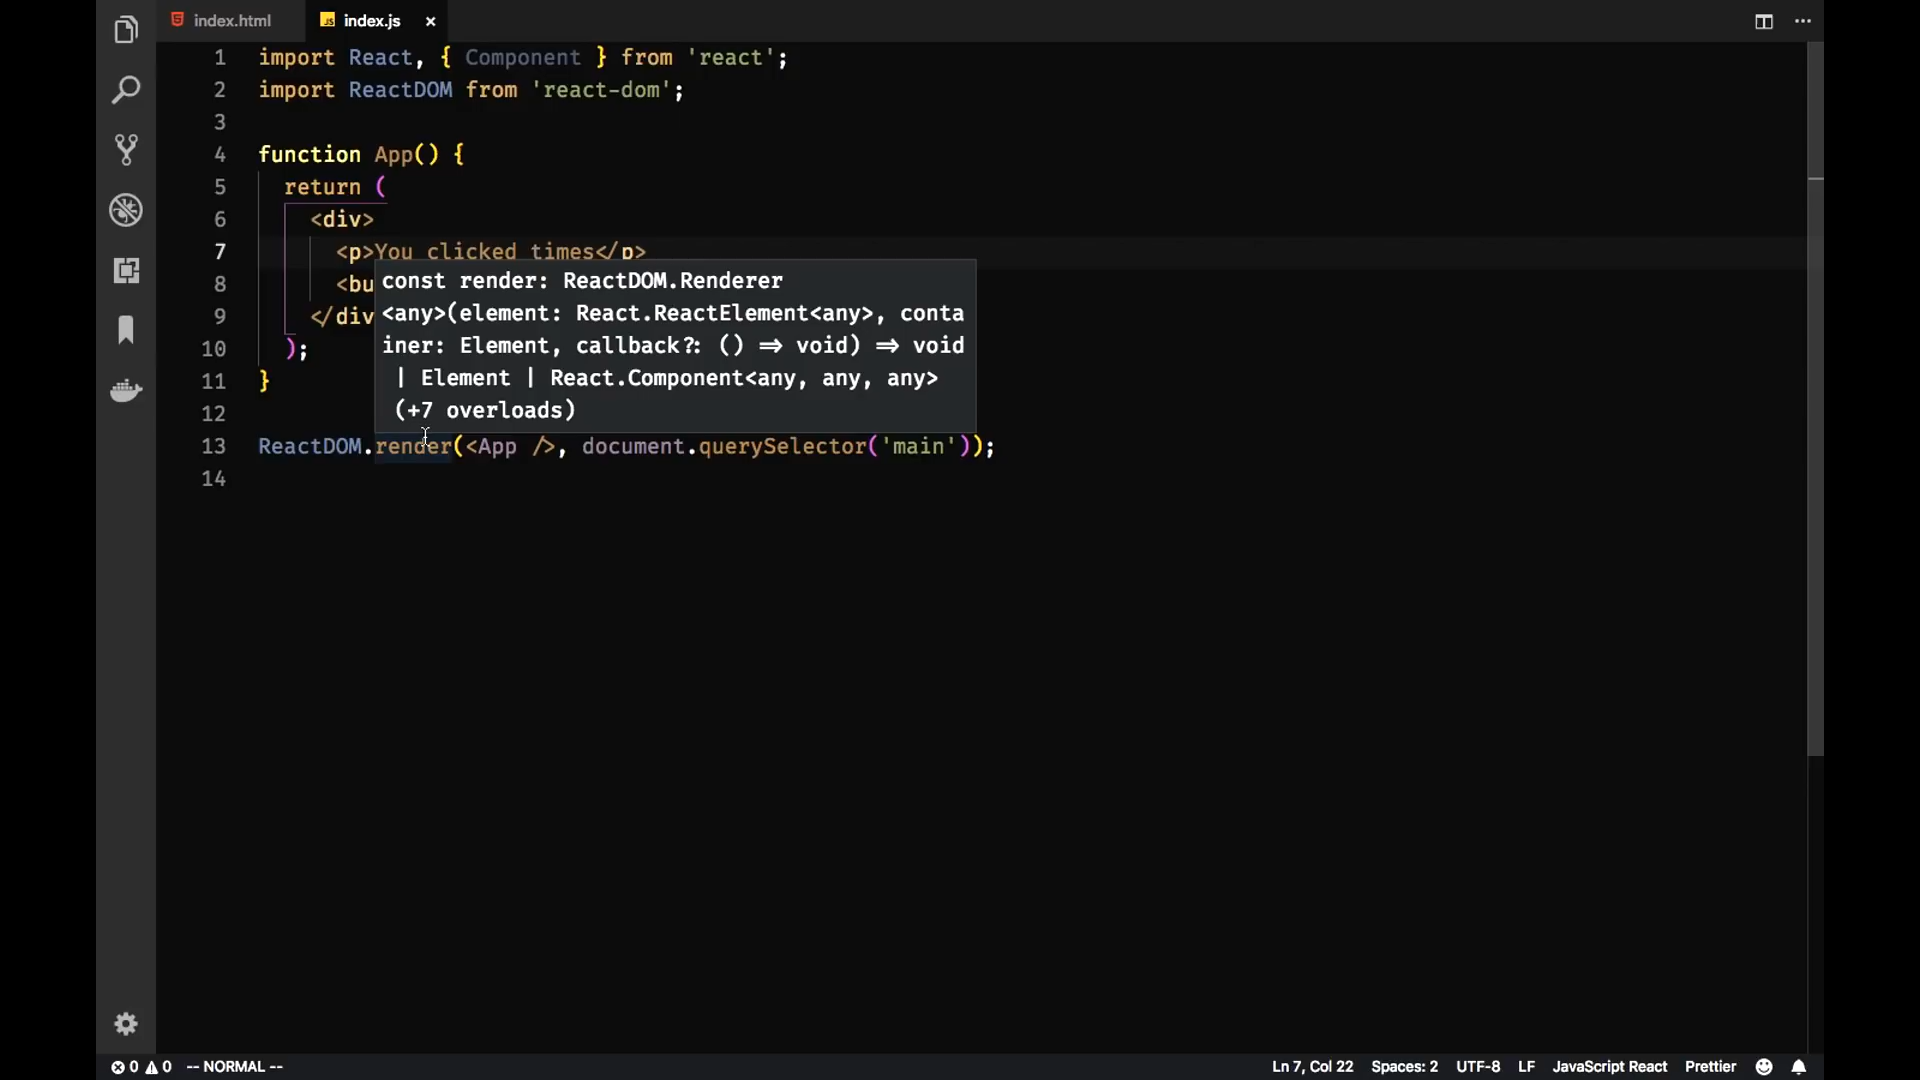 index.html
JS index.js ×
1 import React, { Component } from 'react';
2 import ReactDOM from 'react-dom';
3
4 function App() {
5 return (
6 <div>
7 <p>You clicked times</p>
8 <bu
9 </div
10 );
11 }
12
13 ReactDOM.render(<App />, document.querySelector('main'));
14
const render: ReactDOM.Renderer
<any>(element: React.ReactElement<any>, conta
iner: Element, callback?: () => void) => void
| Element | React.Component<any, any, any>
(+7 overloads)
0 0 -- NORMAL --
Ln 7, Col 22 Spaces: 2 UTF-8 LF JavaScript React Prettier